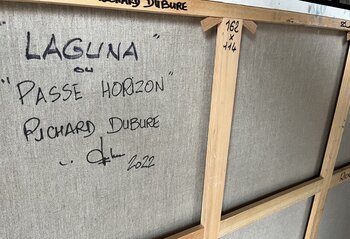 RICHARD DUBURE
"LAGUNA"
OU
"PASSE HORIZON"
RICHARD DUBURE
2022
162
x
114